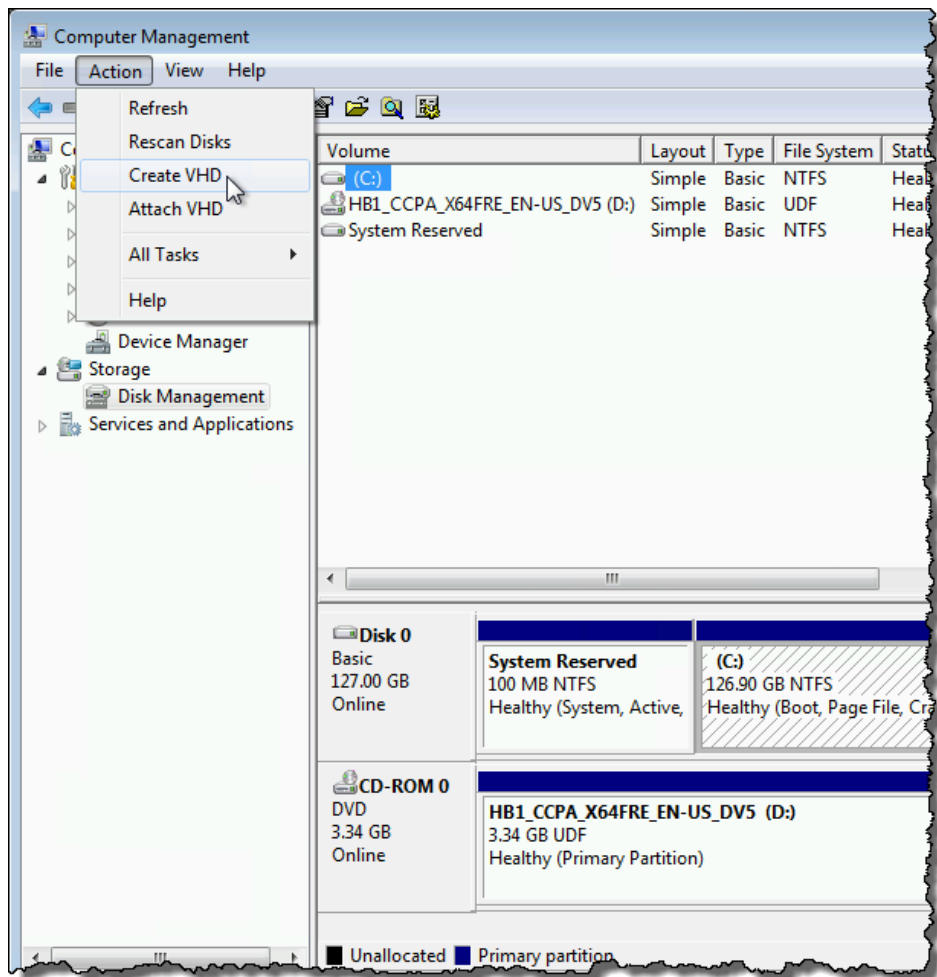 Computer Management
File Action View Help
Refresh
Rescan Disks
Create VHD
Attach VHD
All Tasks
Help
Device Manager
Storage
Disk Management
Services and Applications
Volume Layout Type File System
(C:) Simple Basic NTFS
HB1_CCPA_X64FRE_EN-US_DV5 (D:) Simple Basic UDF
System Reserved Simple Basic NTFS
Disk 0
Basic
127.00 GB
Online
System Reserved
100 MB NTFS
Healthy (System, Active,
(C:)
126.90 GB NTFS
Healthy (Boot, Page File,
CD-ROM 0
DVD
3.34 GB
Online
HB1_CCPA_X64FRE_EN-US_DV5 (D:)
3.34 GB UDF
Healthy (Primary Partition)
Unallocated Primary partition